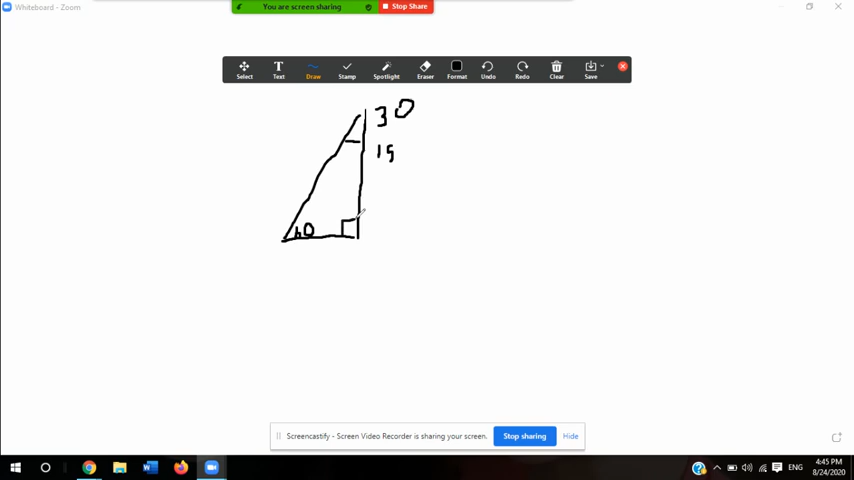 Whiteboard - Zoom
You are screen sharing
Stop Share
Select
Text
Draw
Stamp
Spotlight
Eraser
Format
Undo
Redo
Clear
Save
30
15
Screencastify - Screen Video Recorder is sharing your screen.
Stop sharing
Hide
ENG
4:45 PM
8/24/2020